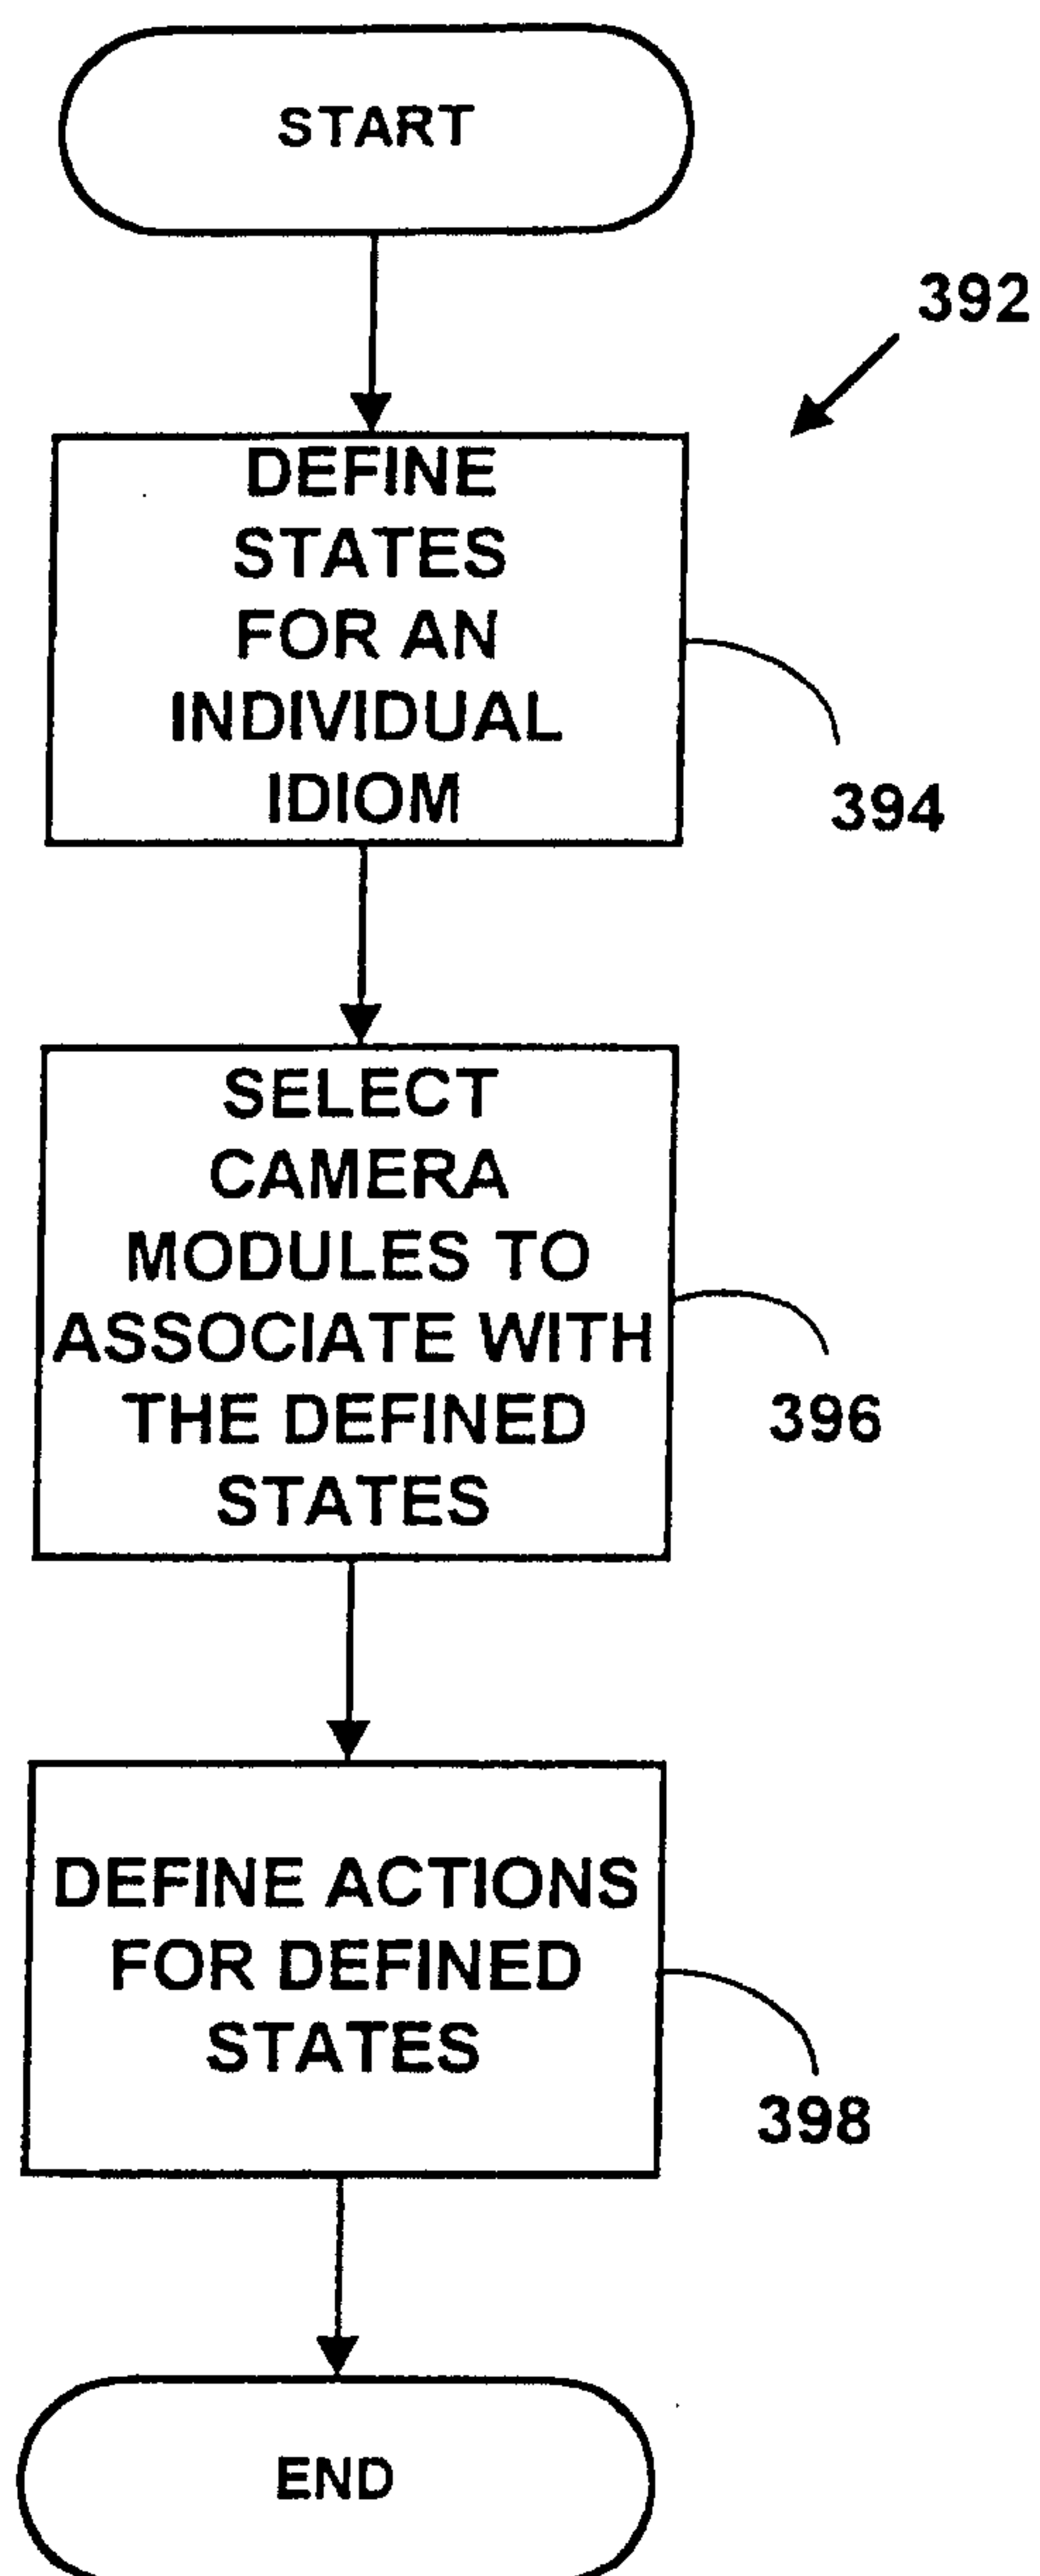 START
392
DEFINE
STATES
FOR AN
INDIVIDUAL
IDIOM
394
SELECT
CAMERA
MODULES TO
ASSOCIATE WITH
THE DEFINED
STATES
396
DEFINE ACTIONS
FOR DEFINED
STATES
398
END